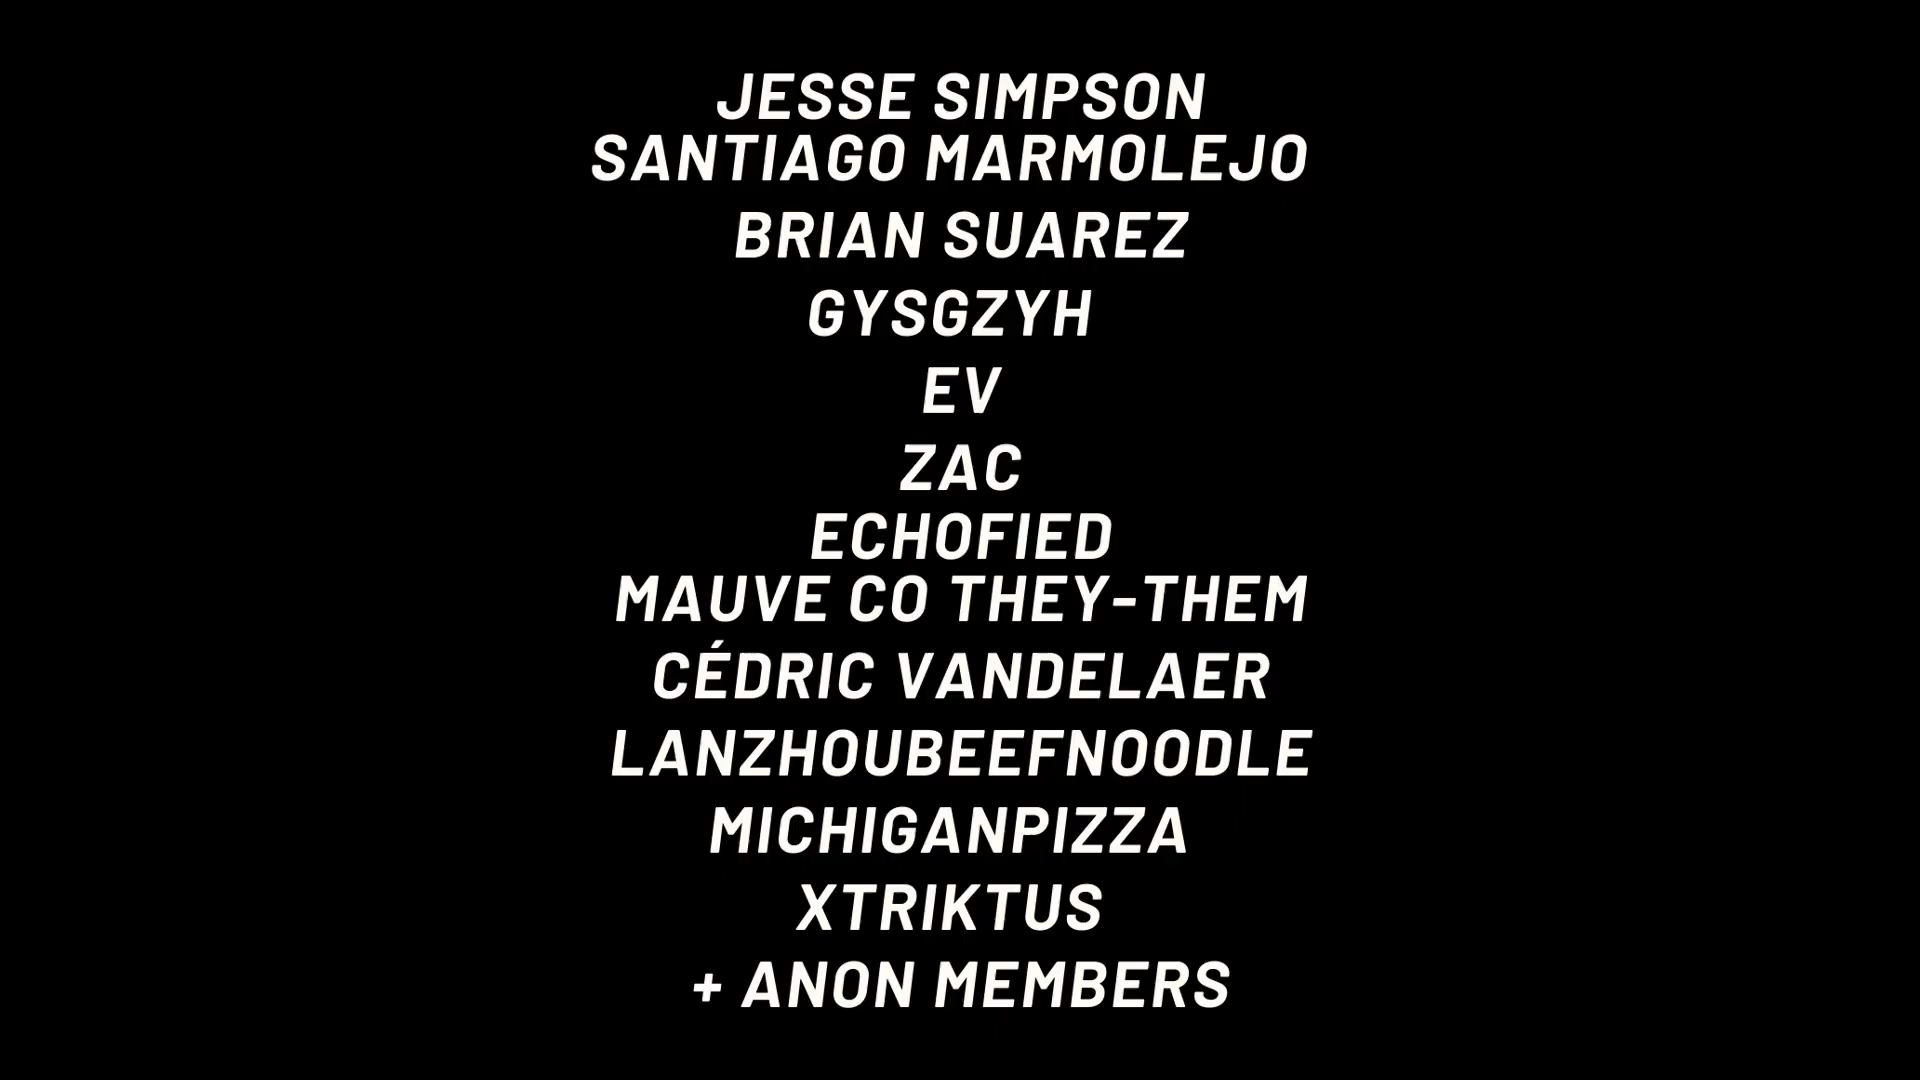 JESSE SIMPSON
SANTIAGO MARMOLEJO
BRIAN SUAREZ
GYSGZYH
EV
ZAC
ECHOFIED
MAUVE CO THEY-THEM
CÉDRIC VANDELAER
LANZHOUBEEFNOODLE
MICHIGANPIZZA
XTRIKTUS
+ ANON MEMBERS